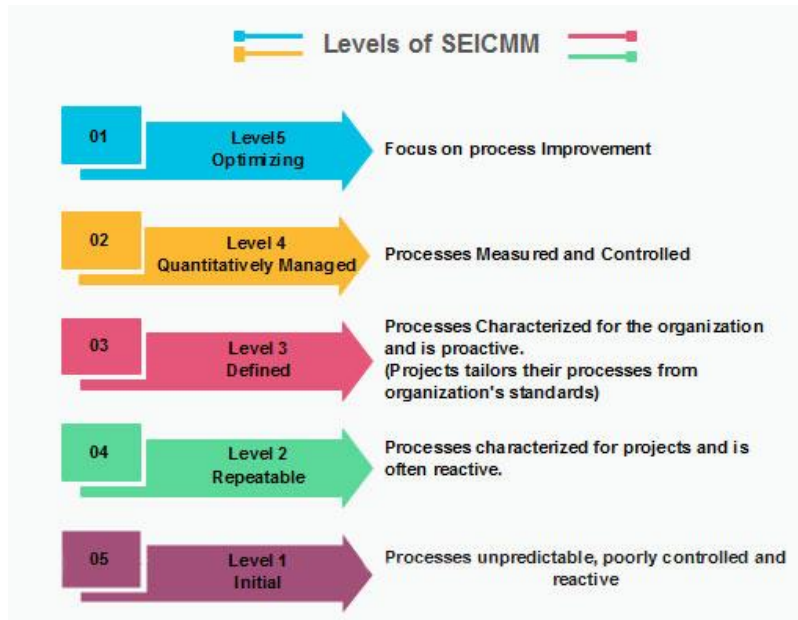 Levels of SEICMM
01
Level5
Optimizing
Focus on process Improvement
02
Level 4
Quantitatively Managed
Processes Measured and Controlled
03
Level 3
Defined
Processes Characterized for the organization
and is proactive.
(Projects tailors their processes from
organization's standards)
04
Level 2
Repeatable
Processes characterized for projects and is
often reactive.
05
Level 1
Initial
Processes unpredictable, poorly controlled and
reactive